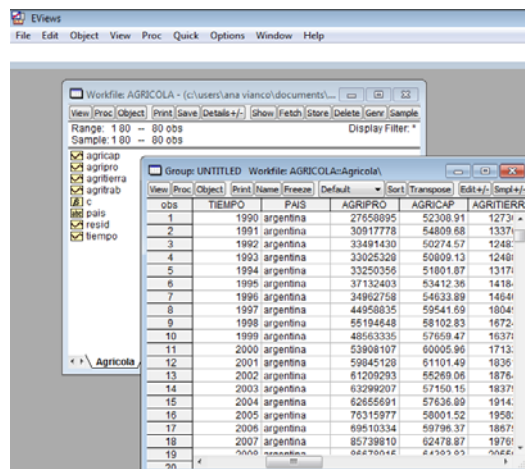 EViews
File Edit Object View Proc Quick Options Window Help
Workfile: AGRICOLA - (c:\users\ana vianco\documents\...
View Proc Object Print Save Details+/- Show Fetch Store Delete Genr Sample
Range: 1 80 -- 80 obs Display Filter: *
Sample: 1 80 -- 80 obs
agricap
agripro
agritierra
agritrab
c
pais
resid
tiempo
Agricola
Group: UNTITLED Workfile: AGRICOLA::Agricola\
View Proc Object Print Name Freeze Default Sort Transpose Edit+/- Smpl+/-
obs TIEMPO PAIS AGRIPRO AGRICAP AGRITIERR
1 1990 argentina 27658895 52308.91
2 1991 argentina 30917778 54809.68
3 1992 argentina 33491430 50274.57
4 1993 argentina 33025328 50809.13
5 1994 argentina 33250356 51801.87
6 1995 argentina 37132403 53412.36
7 1996 argentina 34962758 54633.89
8 1997 argentina 44958835 59541.69
9 1998 argentina 55194648 58102.83
10 1999 argentina 48563335 57659.47
11 2000 argentina 53908107 60005.96
12 2001 argentina 59845128 61101.49
13 2002 argentina 61209293 55269.06
14 2003 argentina 63299207 57150.15
15 2004 argentina 62655691 57636.89
16 2005 argentina 76315977 58001.52
17 2006 argentina 69510334 59796.37
18 2007 argentina 85739810 62478.87
19 2008 argentina
20